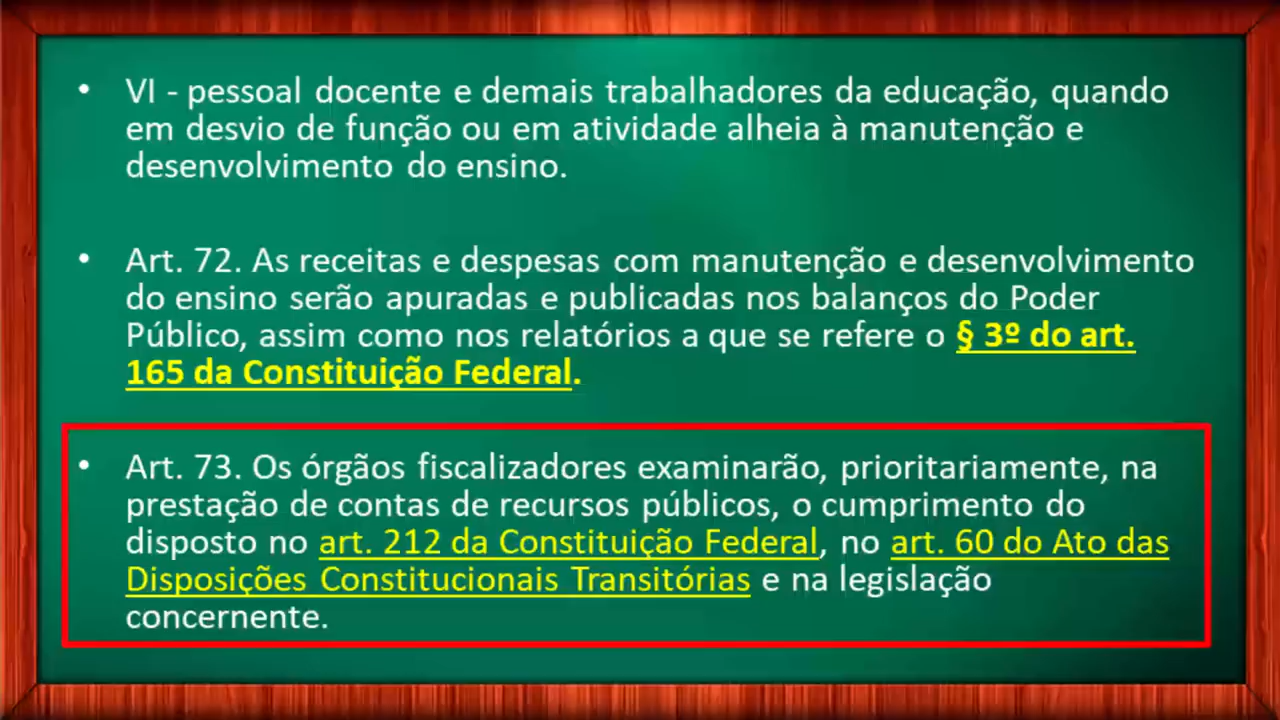 • VI - pessoal docente e demais trabalhadores da educação, quando
em desvio de função ou em atividade alheia à manutenção e
desenvolvimento do ensino.
• Art. 72. As receitas e despesas com manutenção e desenvolvimento
do ensino serão apuradas e publicadas nos balanços do Poder
Público, assim como nos relatórios a que se refere o § 3º do art.
165 da Constituição Federal.
• Art. 73. Os órgãos fiscalizadores examinarão, prioritariamente, na
prestação de contas de recursos públicos, o cumprimento do
disposto no art. 212 da Constituição Federal, no art. 60 do Ato das
Disposições Constitucionais Transitórias e na legislação
concernente.